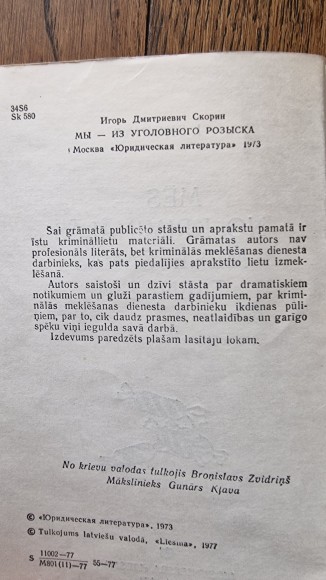 34S6
Sk 580
Игорь Дмитриевич Скорин
МЫ — ИЗ УГОЛОВНОГО РОЗЫСКА
Москва «Юридическая литература» 1973
Šai grāmatā publicēto stāstu un aprakstu pamatā ir
īstu krimināllietu materiāli. Grāmatas autors nav
profesionāls literāts, bet kriminālās meklēšanas dienesta
darbinieks, kas pats piedalījies aprakstīto lietu izmek-
lēšanā.
Autors saistoši un dzīvi stāsta par dramatiskiem
notikumiem un gluži parastiem gadījumiem, par krimi-
nālās meklēšanas dienesta darbinieku ikdienas pūli-
ņiem, par to, cik daudz prasmes, neatlaidības un garīgo
spēku viņi iegulda savā darbā.
Izdevums paredzēts plašam lasītāju lokam.
No krievu valodas tulkojis Broņislavs Zvidriņš
Mākslinieks Gunārs Kļava
© «Юридическая литература», 1973
© Tulkojums latviešu valodā, «Liesma», 1977
S 11002—77
M801(11)—77 55—77